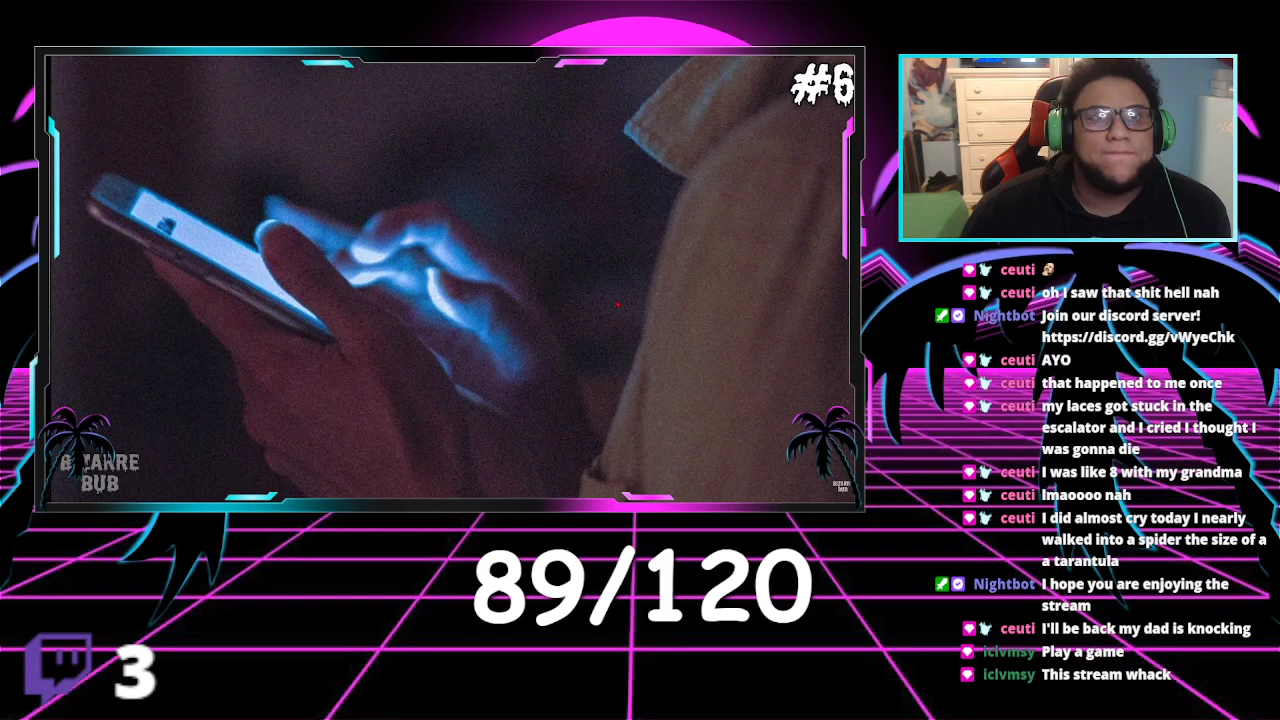 #6
BIZARRE
BUB
BIZARRE
BUB
ceuti
ceuti oh I saw that shit hell nah
Nightbot Join our discord server!
https://discord.gg/vWyeChk
ceuti AYO
ceuti that happened to me once
ceuti my laces got stuck in the
escalator and I cried I thought I
was gonna die
ceuti I was like 8 with my grandma
ceuti lmaoooo nah
ceuti I did almost cry today I nearly
walked into a spider the size of a
a tarantula
Nightbot I hope you are enjoying the
stream
ceuti I'll be back my dad is knocking
iclvmsy Play a game
iclvmsy This stream whack
89/120
3